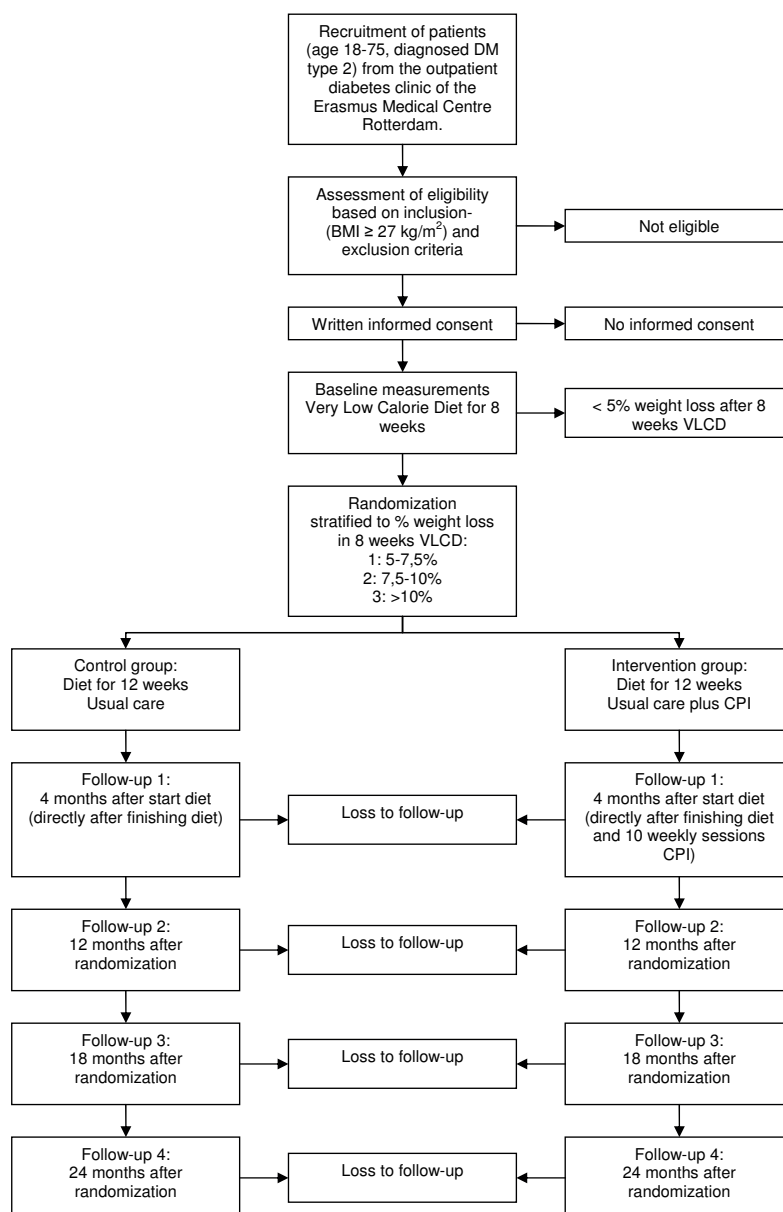 Recruitment of patients
(age 18-75, diagnosed DM
type 2) from the outpatient
diabetes clinic of the
Erasmus Medical Centre
Rotterdam.
Assessment of eligibility
based on inclusion-
(BMI ≥ 27 kg/m²) and
exclusion criteria
Not eligible
Written informed consent
No informed consent
Baseline measurements
Very Low Calorie Diet for 8
weeks
< 5% weight loss after 8
weeks VLCD
Randomization
stratified to % weight loss
in 8 weeks VLCD:
1: 5-7,5%
2: 7,5-10%
3: >10%
Control group:
Diet for 12 weeks
Usual care
Intervention group:
Diet for 12 weeks
Usual care plus CPI
Follow-up 1:
4 months after start diet
(directly after finishing diet)
Loss to follow-up
Follow-up 1:
4 months after start diet
(directly after finishing diet
and 10 weekly sessions
CPI)
Follow-up 2:
12 months after
randomization
Loss to follow-up
Follow-up 2:
12 months after
randomization
Follow-up 3:
18 months after
randomization
Loss to follow-up
Follow-up 3:
18 months after
randomization
Follow-up 4:
24 months after
randomization
Loss to follow-up
Follow-up 4:
24 months after
randomization